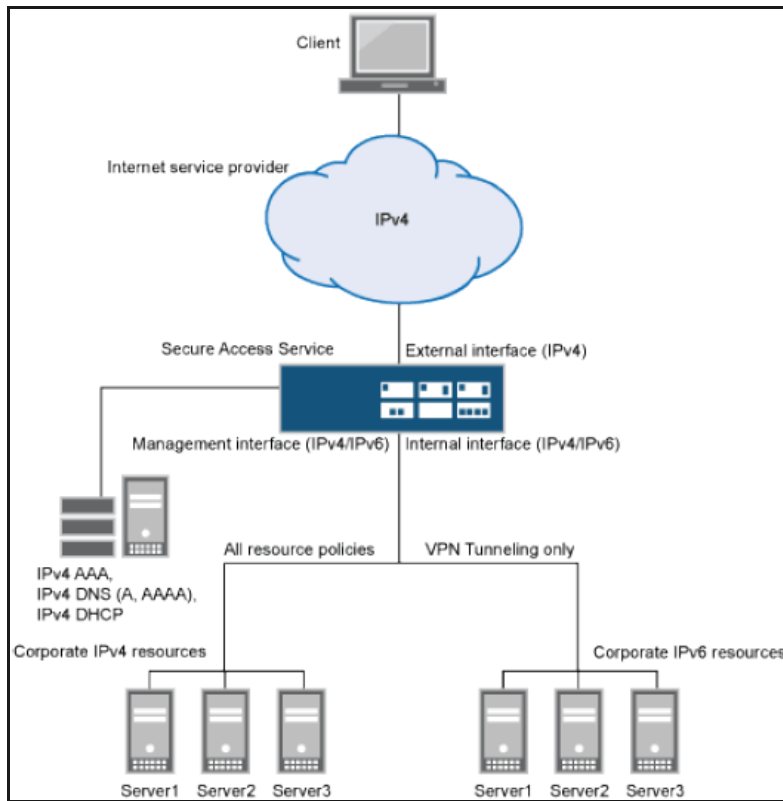 Client
Internet service provider
IPv4
Secure Access Service
External interface (IPv4)
Management interface (IPv4/IPv6)
Internal interface (IPv4/IPv6)
All resource policies
VPN Tunneling only
IPv4 AAA,
IPv4 DNS (A, AAAA),
IPv4 DHCP
Corporate IPv4 resources
Corporate IPv6 resources
Server1
Server2
Server3
Server1
Server2
Server3